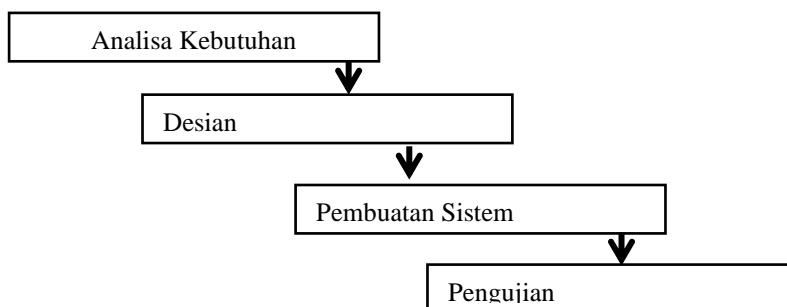 Analisa Kebutuhan
Desian
Pembuatan Sistem
Pengujian